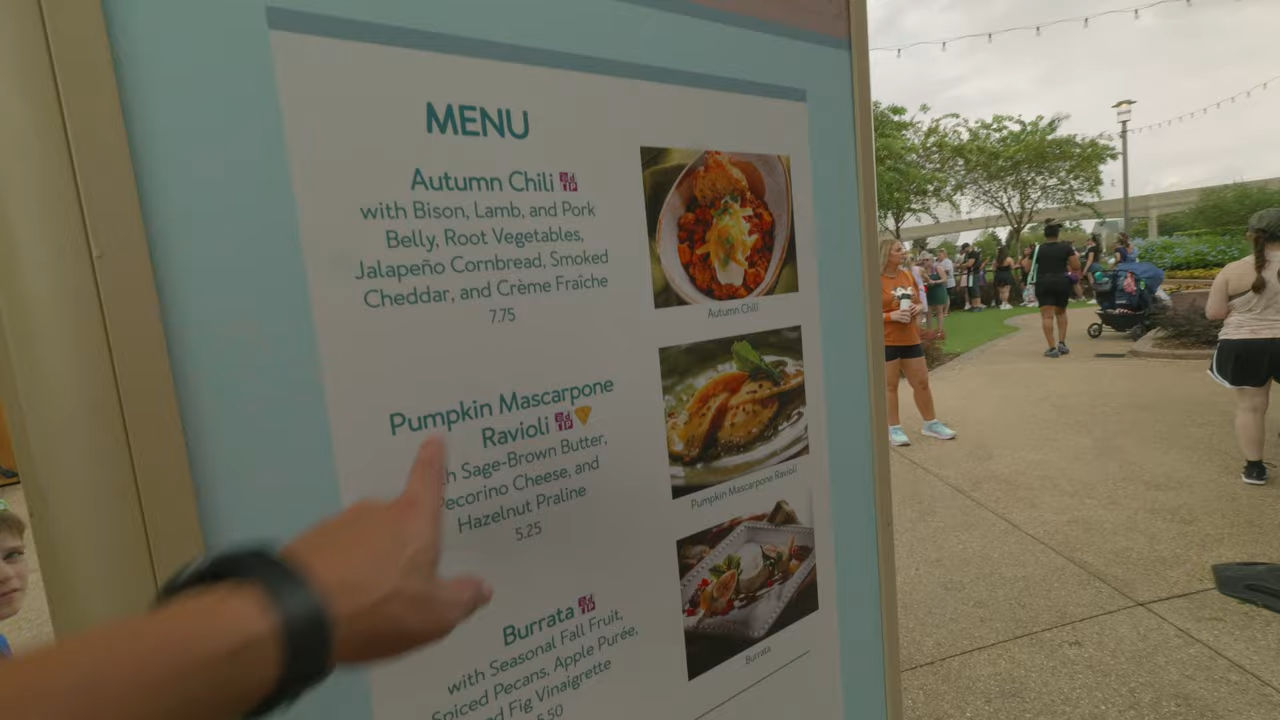 MENU
Autumn Chili
with Bison, Lamb, and Pork
Belly, Root Vegetables,
Jalapeño Cornbread, Smoked
Cheddar, and Crème Fraîche
7.75
Autumn Chili
Pumpkin Mascarpone
Ravioli
Sage-Brown Butter,
Pecorino Cheese, and
Hazelnut Praline
5.25
Pumpkin Mascarpone Ravioli
Burrata
with Seasonal Fall Fruit,
Spiced Pecans, Apple Purée,
Fig Vinaigrette
5.50
Burrata